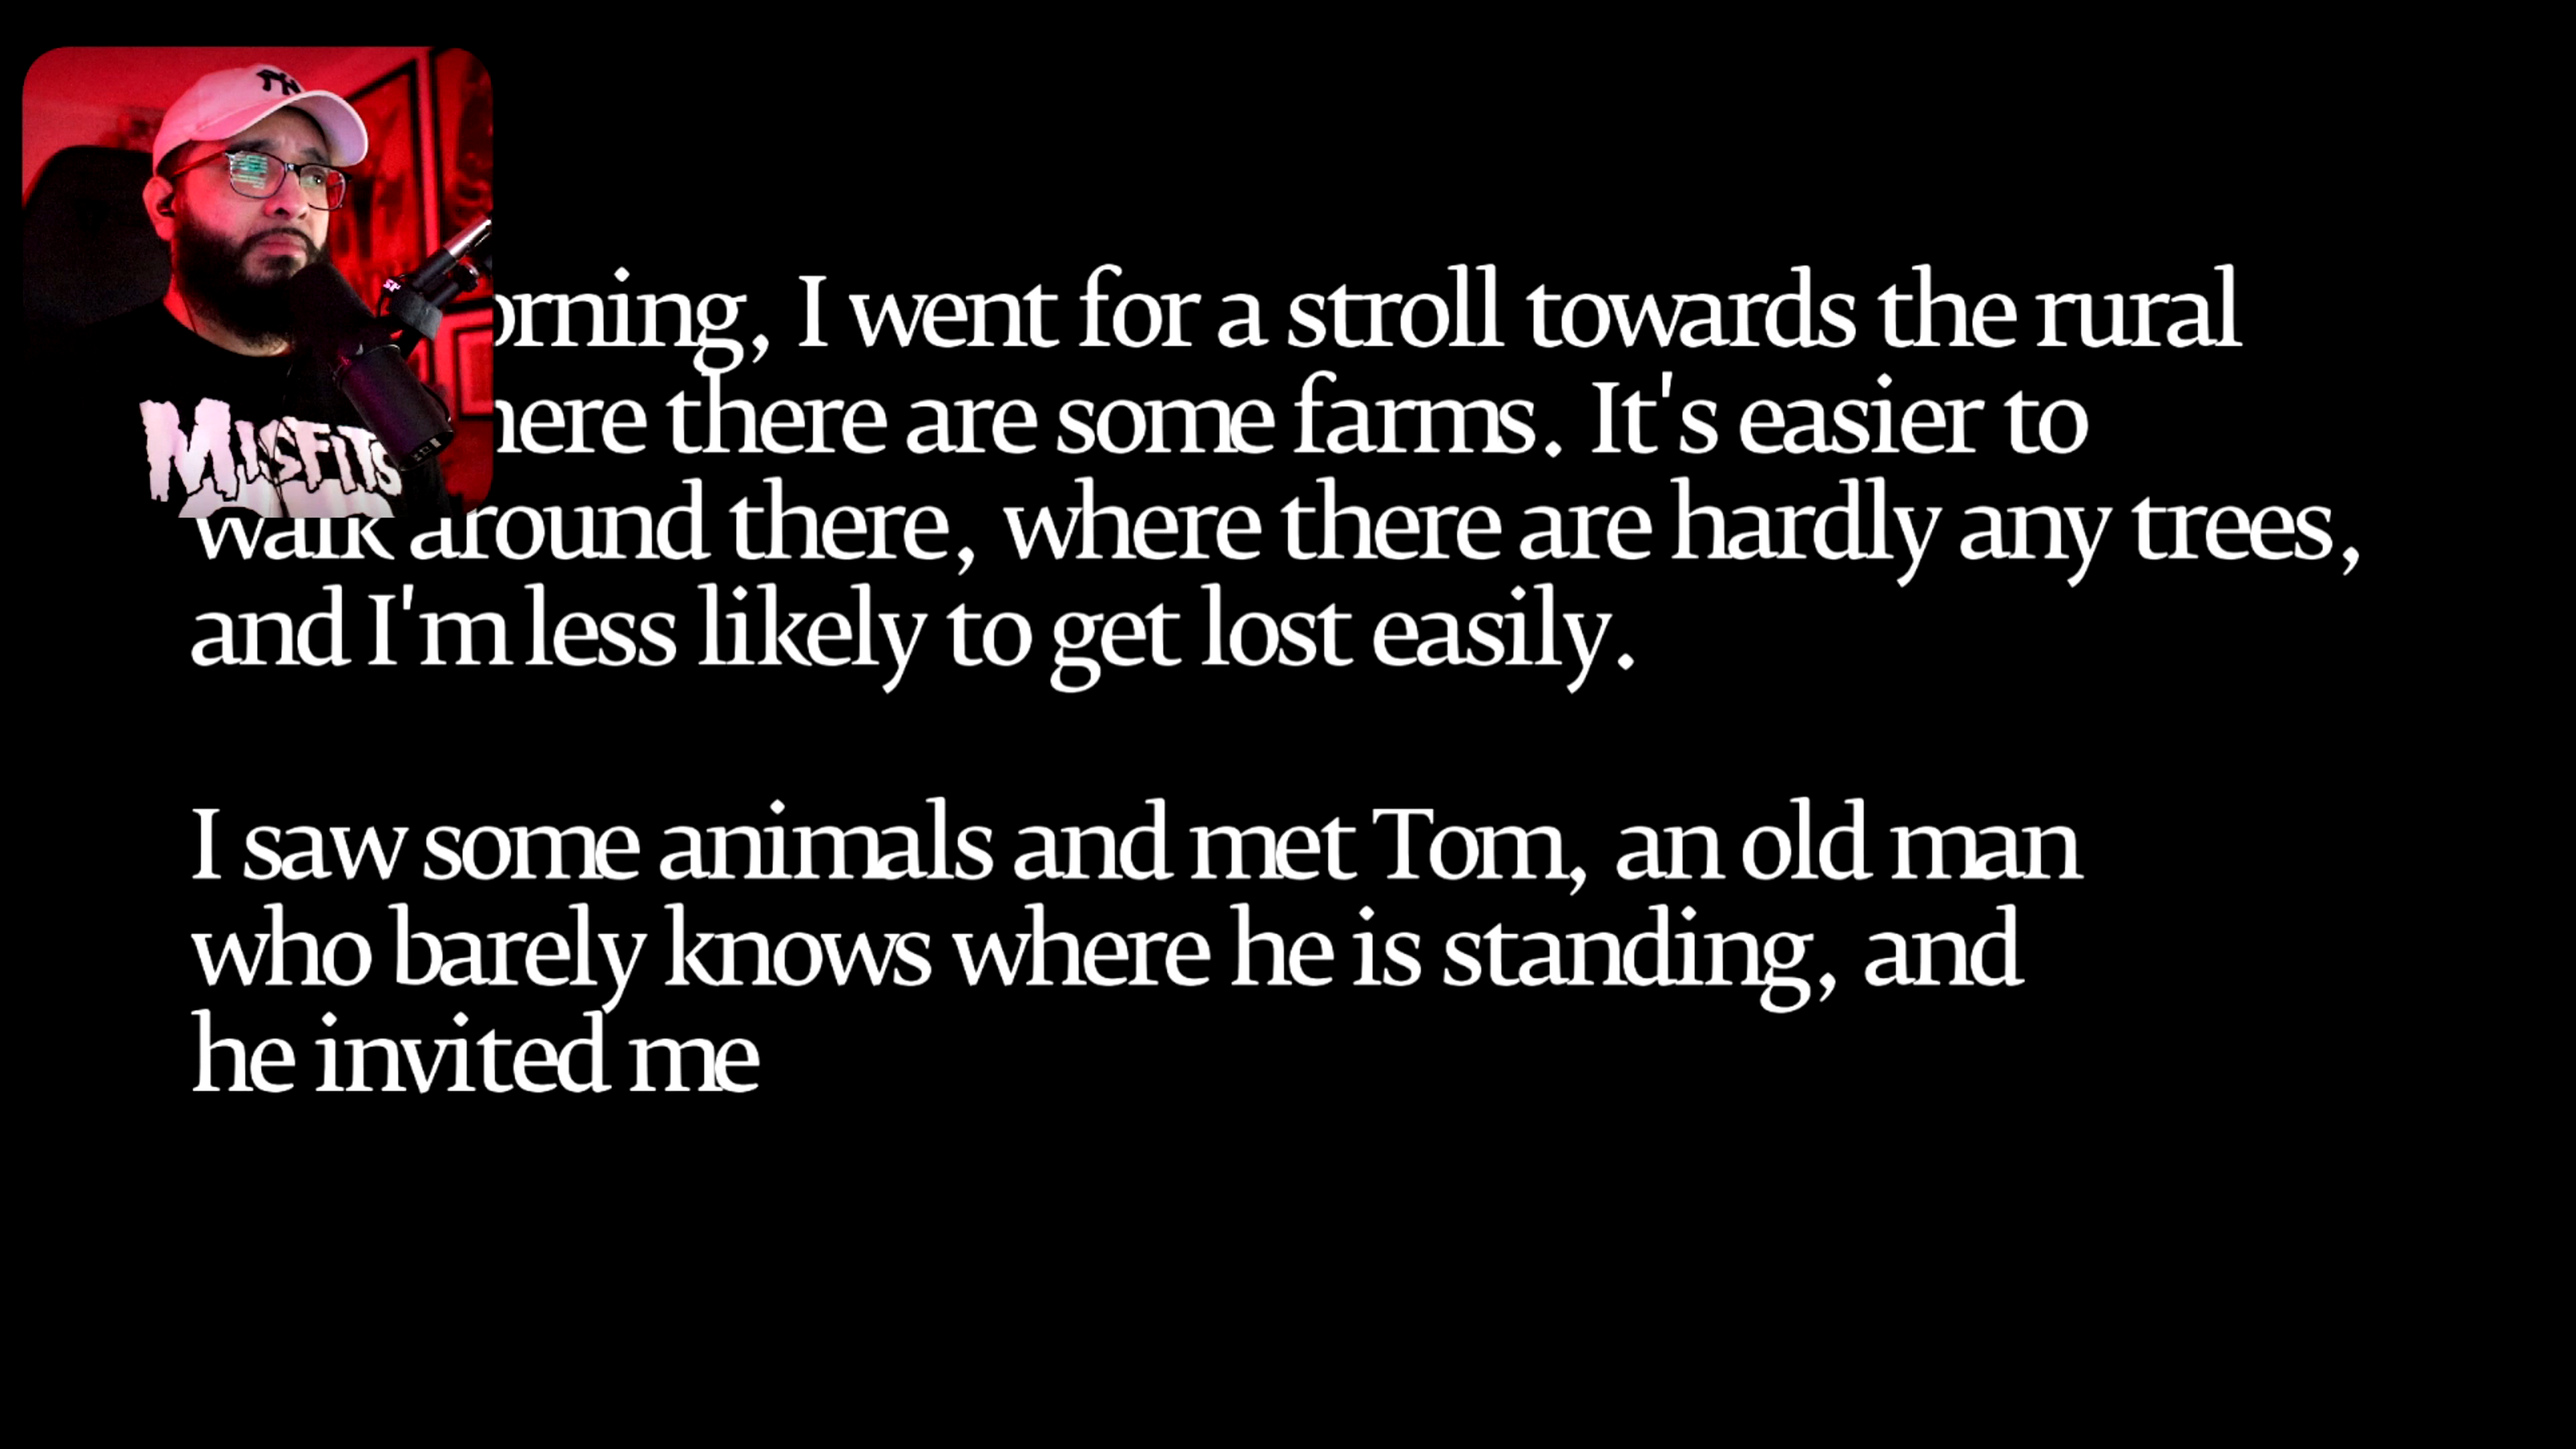 MISFITS
orning, I went for a stroll towards the rural
here there are some farms. It's easier to
walk around there, where there are hardly any trees,
and I'm less likely to get lost easily.
I saw some animals and met Tom, an old man
who barely knows where he is standing, and
he invited me